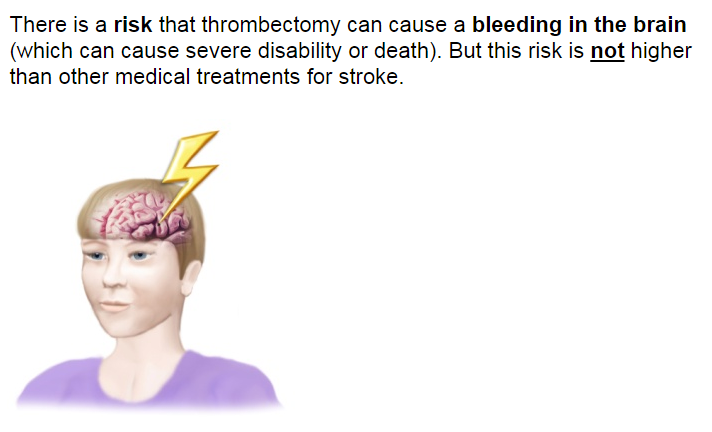 There is a risk that thrombectomy can cause a bleeding in the brain
(which can cause severe disability or death). But this risk is not higher
than other medical treatments for stroke.